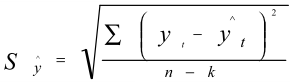 S_ŷ = √( Σ ( y_t − ŷ_t )² / n − k )